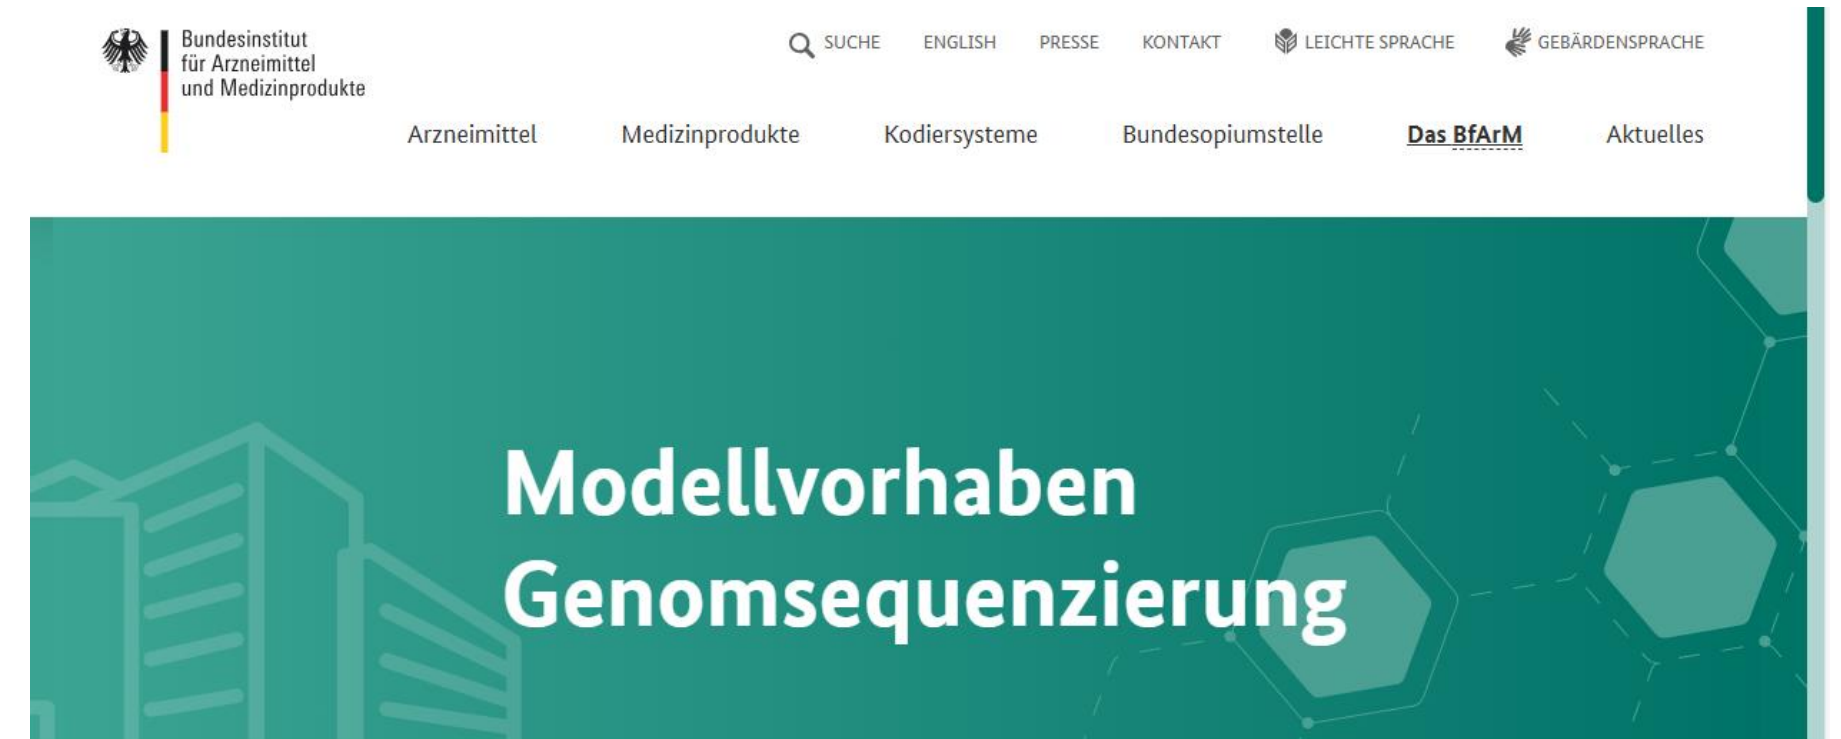 Bundesinstitut
für Arzneimittel
und Medizinprodukte
SUCHE ENGLISH PRESSE KONTAKT LEICHTE SPRACHE GEBÄRDENSPRACHE
Arzneimittel Medizinprodukte Kodiersysteme Bundesopiumstelle Das BfArM Aktuelles
Modellvorhaben
Genomsequenzierung